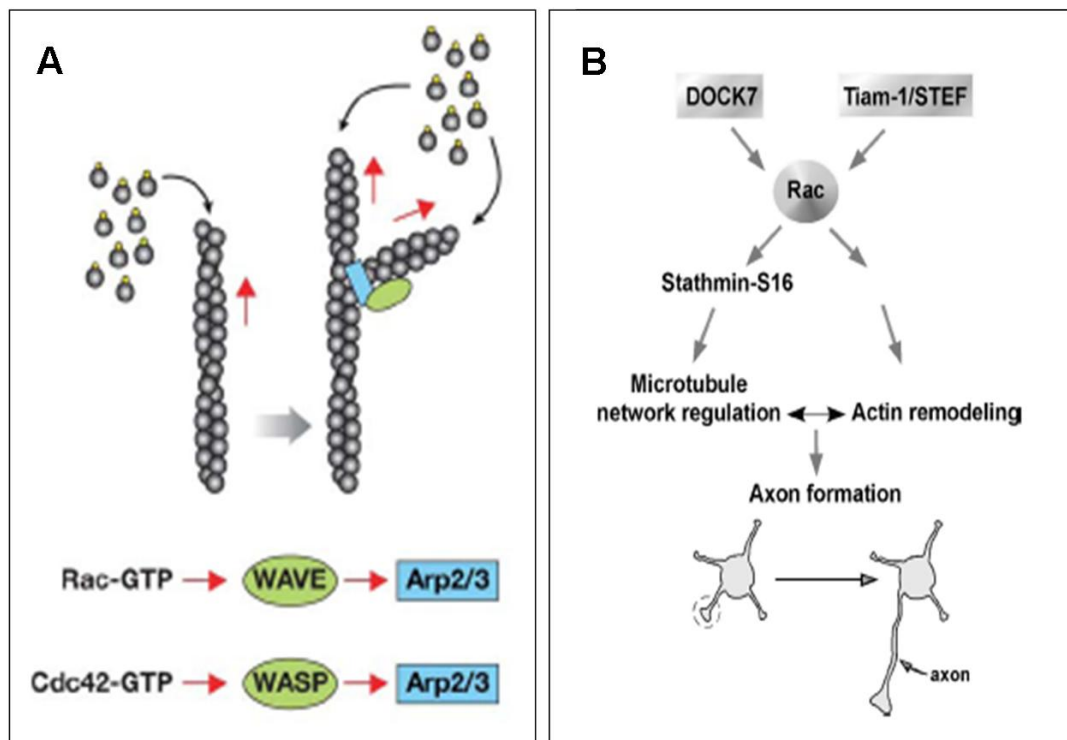 A
Rac-GTP WAVE Arp2/3
Cdc42-GTP WASP Arp2/3
B
DOCK7 Tiam-1/STEF
Rac
Stathmin-S16
Microtubule
network regulation Actin remodeling
Axon formation
axon